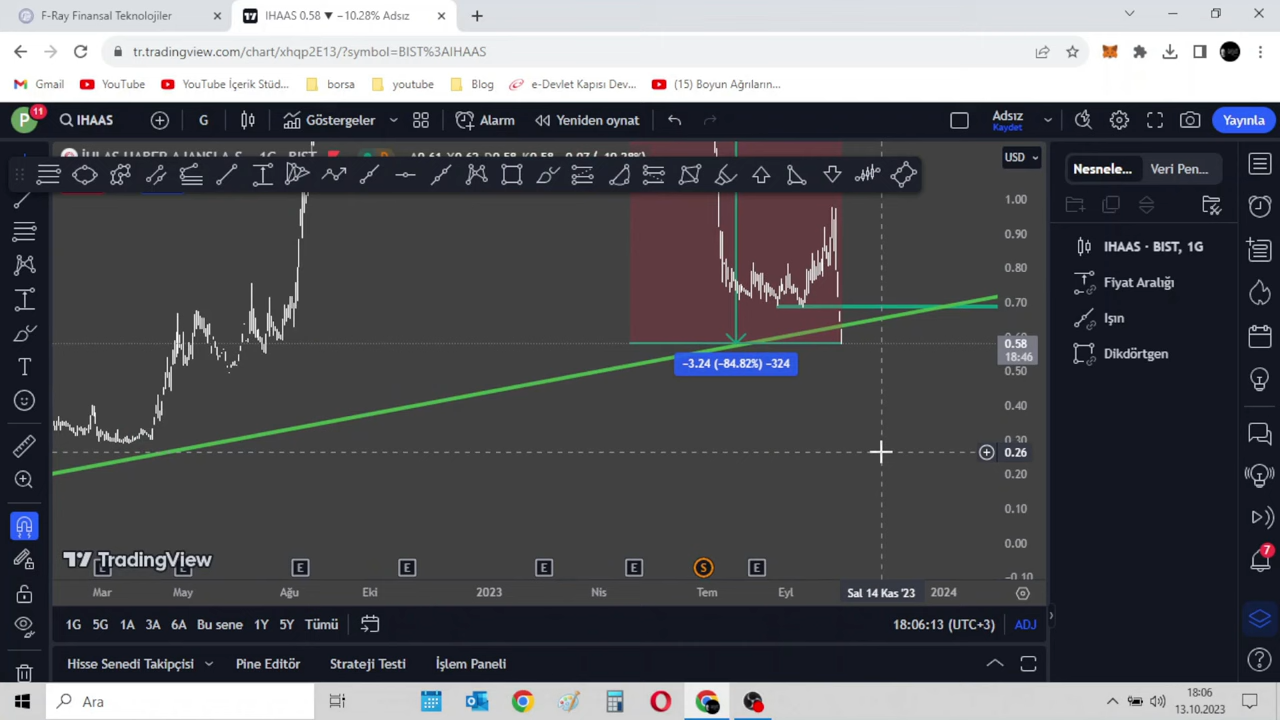 F-Ray Finansal Teknolojiler
IHAAS 0.58 ▼ −10.28% Adsız
tr.tradingview.com/chart/xhqp2E13/?symbol=BIST%3AIHAAS
Gmail
YouTube
YouTube İçerik Stüd...
borsa
youtube
Blog
e-Devlet Kapısı Dev...
(15) Boyun Ağrıların...
P
11
IHAAS
G
Göstergeler
Alarm
Yeniden oynat
Adsız
Kaydet
Yayınla
USD
1.00
0.90
0.80
0.70
0.58
18:46
0.50
0.40
0.30
0.26
0.20
0.10
0.00
−0.10
−3.24 (−84.82%) −324
TradingView
E
E
E
E
S
E
Mar
May
Ağu
Eki
2023
Nis
Tem
Eyl
Sal 14 Kas '23
2024
1G
5G
1A
3A
6A
Bu sene
1Y
5Y
Tümü
18:06:13 (UTC+3)
ADJ
Hisse Senedi Takipçisi
Pine Editör
Strateji Testi
İşlem Paneli
Nesnele...
Veri Pen...
IHAAS · BIST, 1G
Fiyat Aralığı
Işın
Dikdörtgen
7
Ara
18:06
13.10.2023